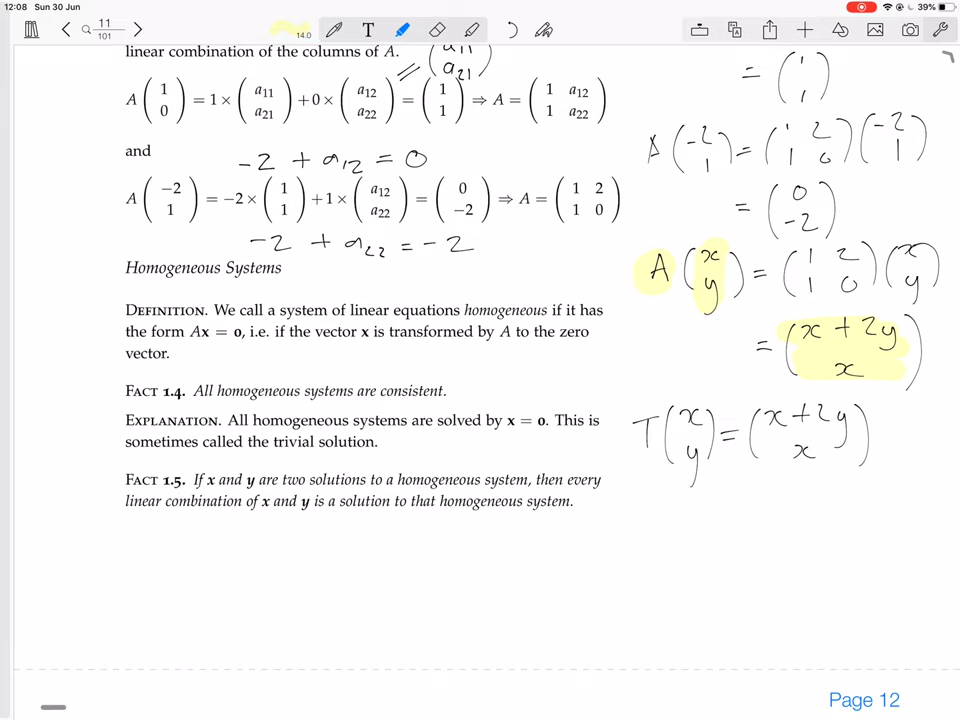 12:08 Sun 30 Jun
39%
11
101
14.0
T
linear combination of the columns of A.
(a11
a21)
A ( 1 0 ) = 1 × ( a11 a21 ) + 0 × ( a12 a22 ) = ( 1 1 ) ⇒ A = ( 1 a12 1 a22 )
and
-2 + a12 = 0
A ( −2 1 ) = −2 × ( 1 1 ) + 1 × ( a12 a22 ) = ( 0 −2 ) ⇒ A = ( 1 2 1 0 )
-2 + a22 = -2
Homogeneous Systems
DEFINITION. We call a system of linear equations homogeneous if it has
the form Ax = 0, i.e. if the vector x is transformed by A to the zero
vector.
FACT 1.4. All homogeneous systems are consistent.
EXPLANATION. All homogeneous systems are solved by x = 0. This is
sometimes called the trivial solution.
FACT 1.5. If x and y are two solutions to a homogeneous system, then every
linear combination of x and y is a solution to that homogeneous system.
= ( 1 1 )
A ( -2 1 ) = ( 1 2 1 0 ) ( -2 1 )
= ( 0 -2 )
A ( x y ) = ( 1 2 1 0 ) ( x y )
= ( x + 2y x )
T ( x y ) = ( x+2y x )
Page 12